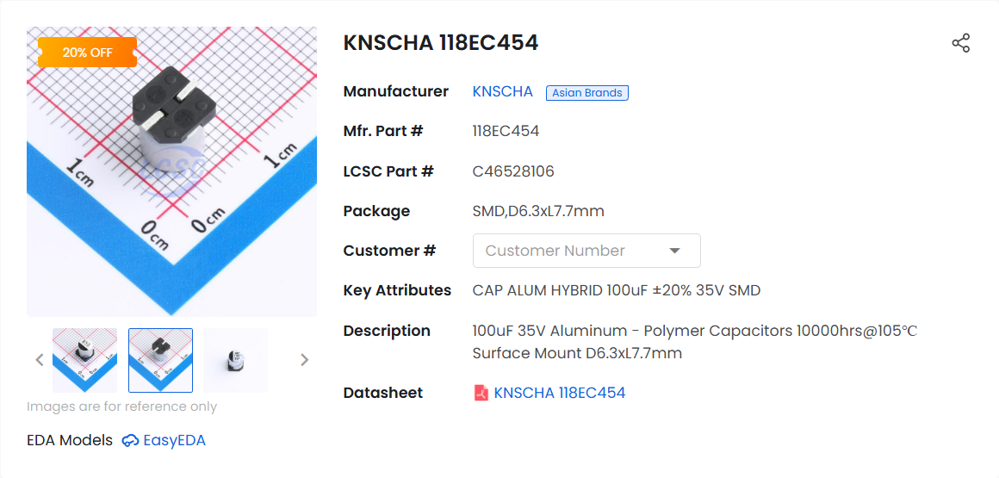 20% OFF
1cm
1cm
0cm
0cm
LCSC
Images are for reference only
EDA Models EasyEDA
KNSCHA 118EC454
Manufacturer KNSCHA Asian Brands
Mfr. Part # 118EC454
LCSC Part # C46528106
Package SMD,D6.3xL7.7mm
Customer # Customer Number
Key Attributes CAP ALUM HYBRID 100uF ±20% 35V SMD
Description 100uF 35V Aluminum - Polymer Capacitors 10000hrs@105℃
Surface Mount D6.3xL7.7mm
Datasheet KNSCHA 118EC454